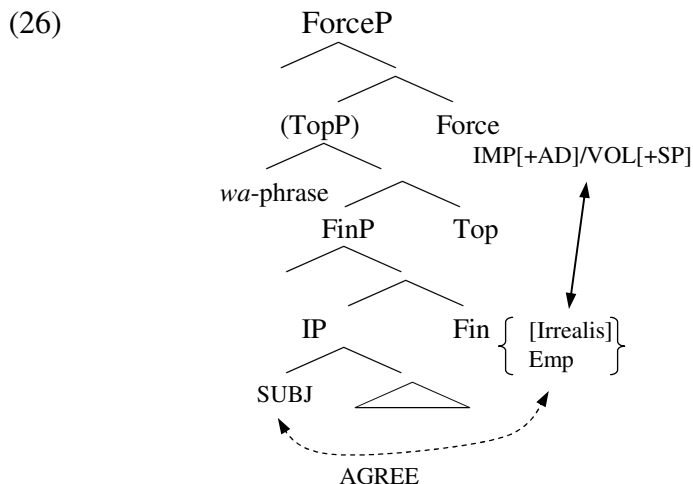 (26)
ForceP
(TopP) Force
IMP[+AD]/VOL[+SP]
wa-phrase
FinP Top
IP Fin { [Irrealis] }
Emp
SUBJ
AGREE